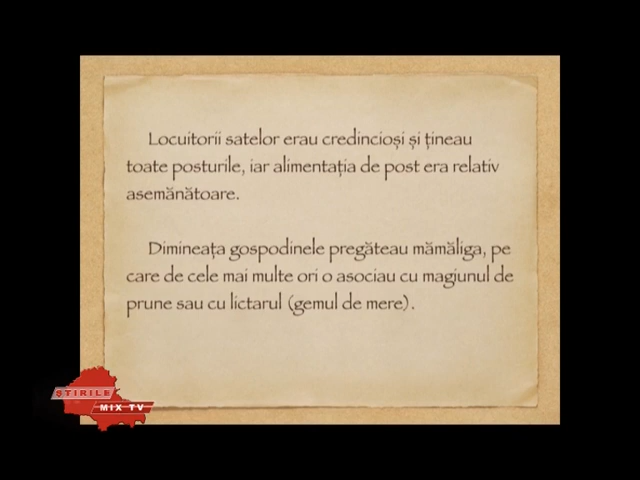 Locuitorii satelor erau credincioși și țineau
toate posturile, iar alimentația de post era relativ
asemănătoare.
Dimineața gospodinele pregăteau mămăliga, pe
care de cele mai multe ori o asociau cu magiunul de
prune sau cu lictarul (gemul de mere).
ȘTIRILE
MIX TV